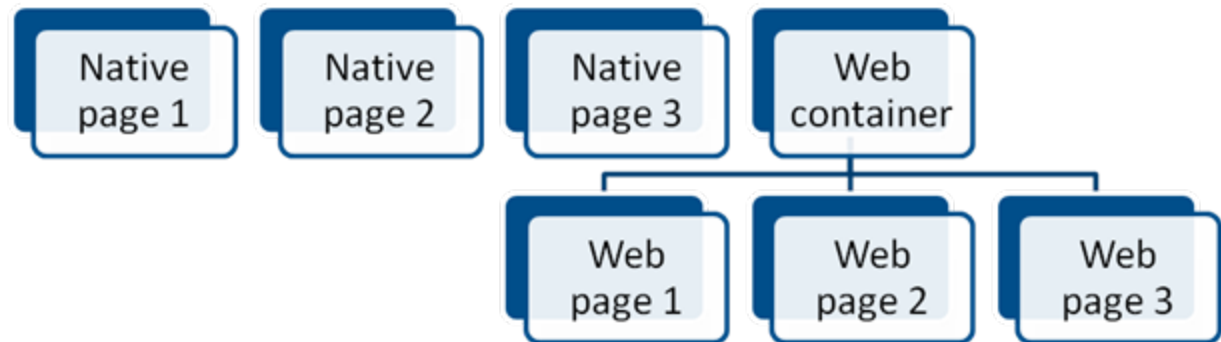 Native
page 1
Native
page 2
Native
page 3
Web
container
Web
page 1
Web
page 2
Web
page 3